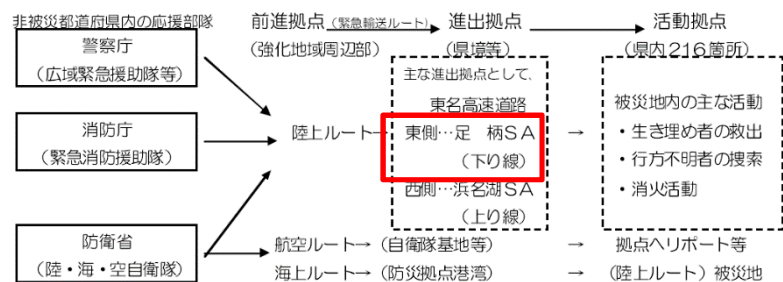 非被災都道府県内の応援部隊 前進拠点 (緊急輸送ルート) 進出拠点 活動拠点
(強化地域周辺部) (県境等) (県内216箇所)
警察庁
(広域緊急援助隊等)
消防庁
(緊急消防援助隊)
防衛省
(陸・海・空自衛隊)
陸上ルート→
主な進出拠点として、
東名高速道路
東側…足 柄SA
(下り線)
西側…浜名湖SA
(上り線)
→
被災地内の主な活動
・生き埋め者の救出
・行方不明者の捜索
・消火活動
航空ルート→(自衛隊基地等) → 拠点ヘリポート等
海上ルート→(防災拠点港湾) → (陸上ルート)被災地